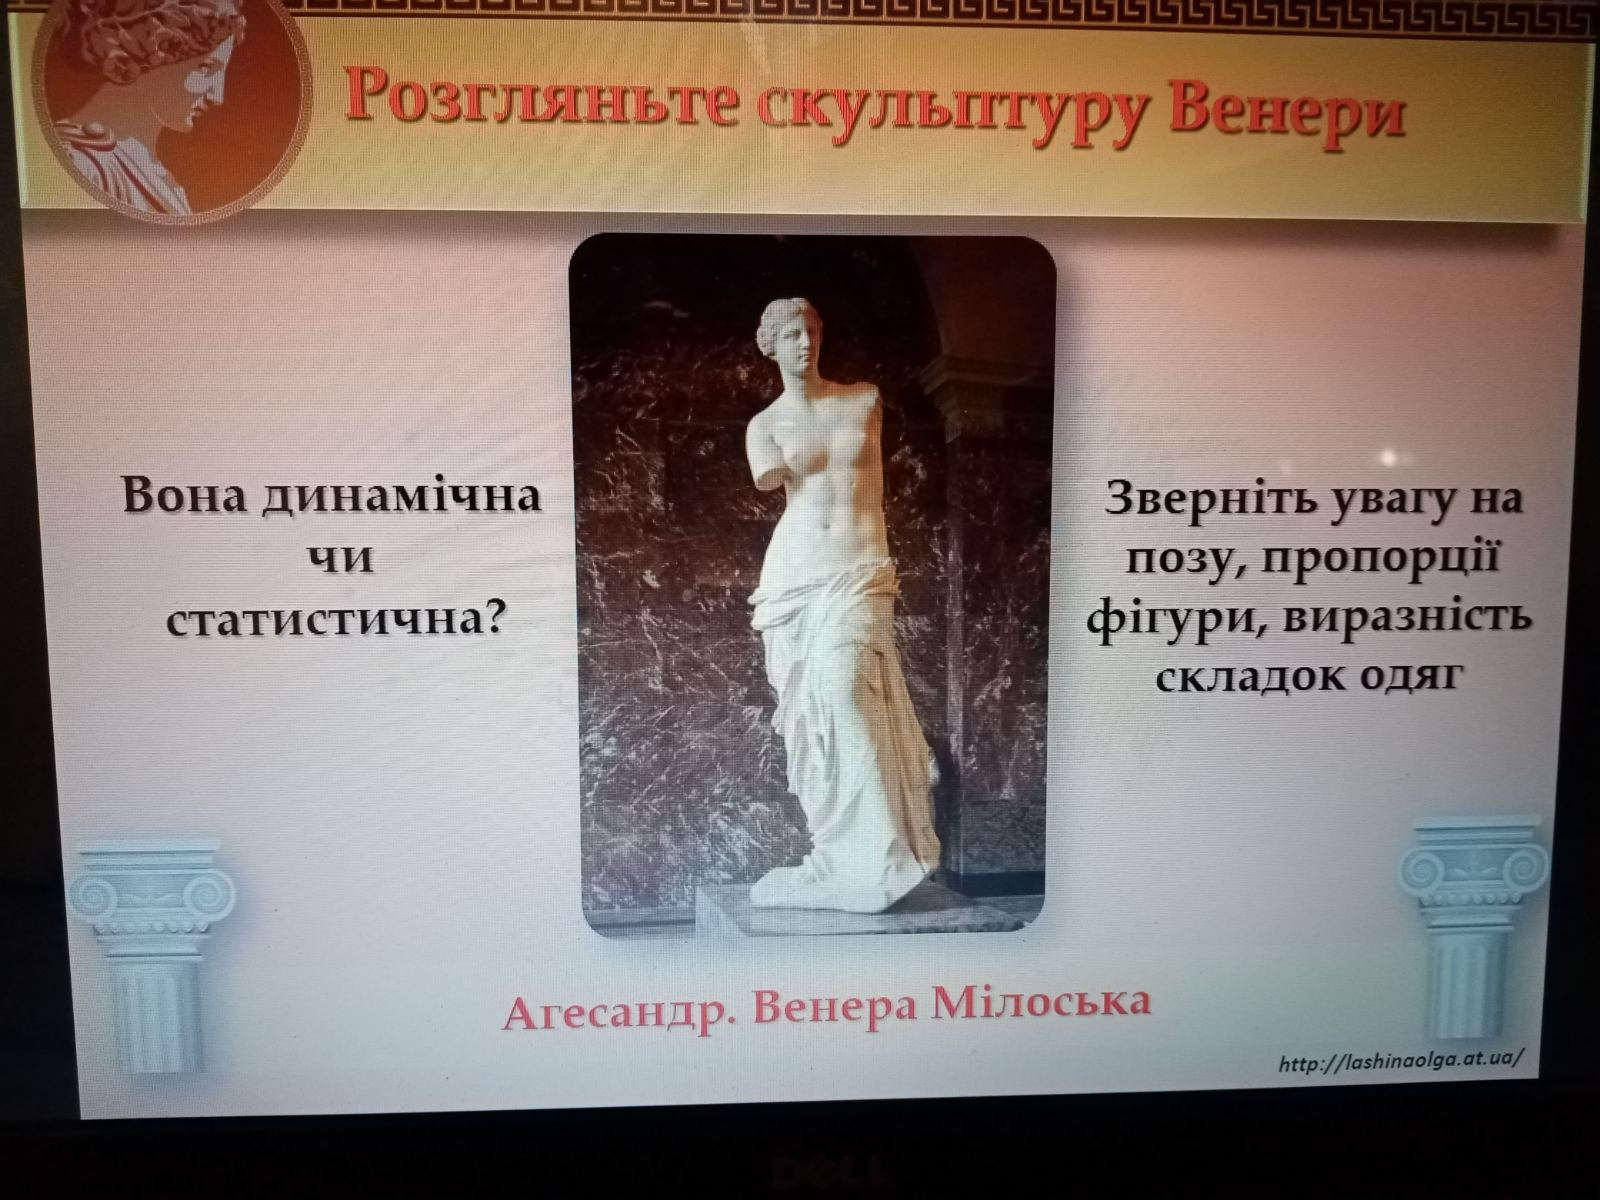 Розгляньте скульптуру Венери
Вона динамічна
чи
статистична?
Зверніть увагу на
позу, пропорції
фігури, виразність
складок одяг
Агесандр. Венера Мілоська
http://lashinaolga.at.ua/
DELL